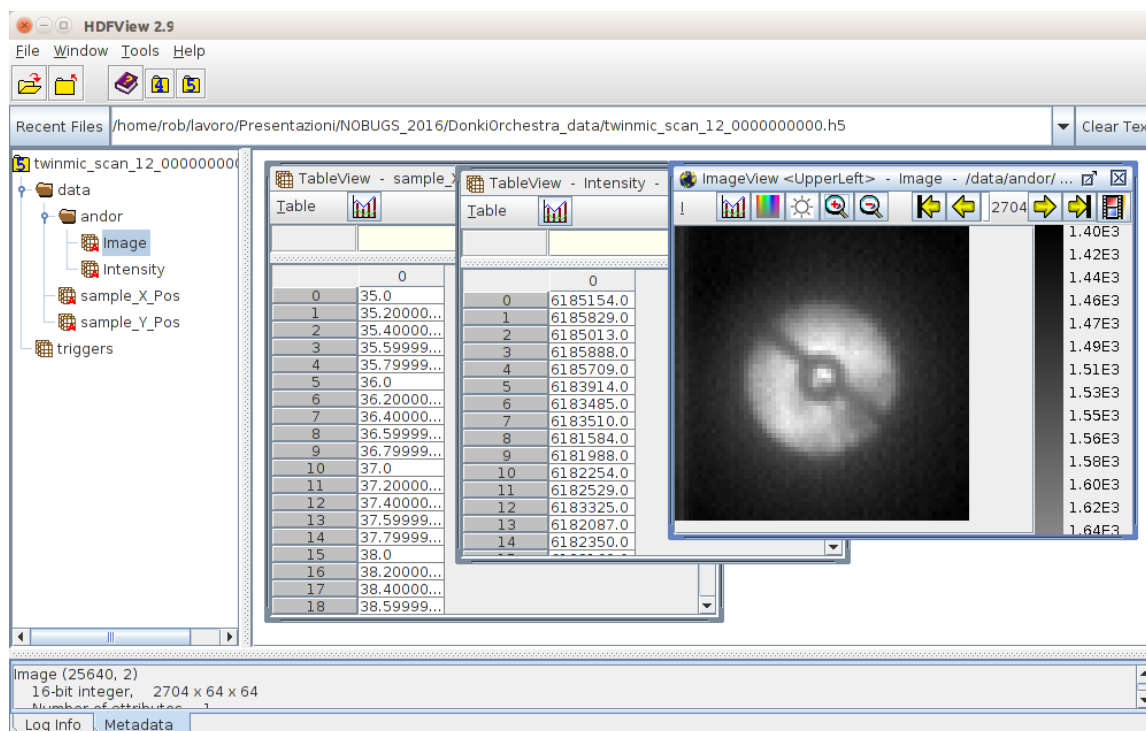 HDFView 2.9
File Window Tools Help
4 5
Recent Files /home/rob/lavoro/Presentazioni/NOBUGS_2016/DonkiOrchestra_data/twinmic_scan_12_0000000000.h5 Clear Tex
5 twinmic_scan_12_00000000
data
andor
Image
Intensity
sample_X_Pos
sample_Y_Pos
triggers
TableView - sample_X
Table
0
0 35.0
1 35.20000...
2 35.40000...
3 35.59999...
4 35.79999...
5 36.0
6 36.20000...
7 36.40000...
8 36.59999...
9 36.79999...
10 37.0
11 37.20000...
12 37.40000...
13 37.59999...
14 37.79999...
15 38.0
16 38.20000...
17 38.40000...
18 38.59999...
TableView - Intensity -
Table
0
0 6185154.0
1 6185829.0
2 6185013.0
3 6185888.0
4 6185709.0
5 6183914.0
6 6183485.0
7 6183510.0
8 6181584.0
9 6181988.0
10 6182254.0
11 6182529.0
12 6183325.0
13 6182087.0
14 6182350.0
ImageView <UpperLeft> - Image - /data/andor/ ...
2704
1.40E3
1.42E3
1.44E3
1.46E3
1.47E3
1.49E3
1.51E3
1.53E3
1.55E3
1.56E3
1.58E3
1.60E3
1.62E3
1.64E3
Image (25640, 2)
16-bit integer, 2704 x 64 x 64
Number of attributes 1
Log Info Metadata